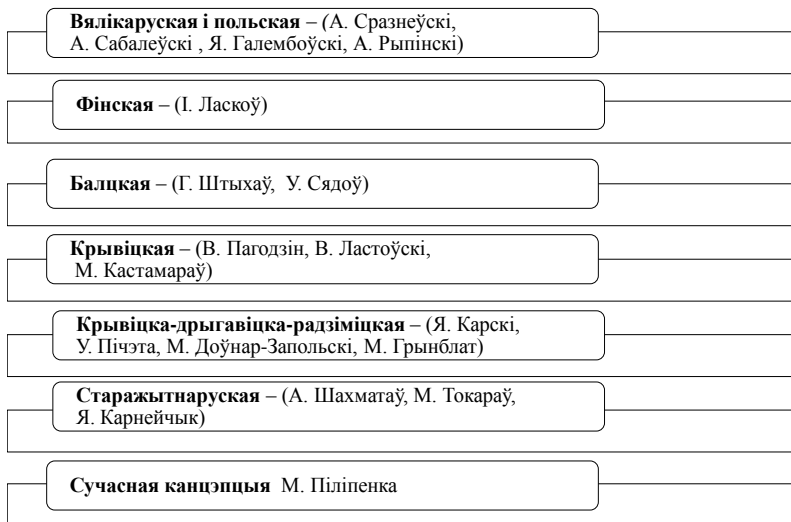 Вялікаруская і польская – (А. Сразнеўскі,
А. Сабалеўскі , Я. Галембоўскі, А. Рыпінскі)
Фінская – (І. Ласкоў)
Балцкая – (Г. Штыхаў, У. Сядоў)
Крывіцкая – (В. Пагодзін, В. Ластоўскі,
М. Кастамараў)
Крывіцка-дрыгавіцка-радзіміцкая – (Я. Карскі,
У. Пічэта, М. Доўнар-Запольскі, М. Грынблат)
Старажытнаруская – (А. Шахматаў, М. Токараў,
Я. Карнейчык)
Сучасная канцэпцыя М. Піліпенка